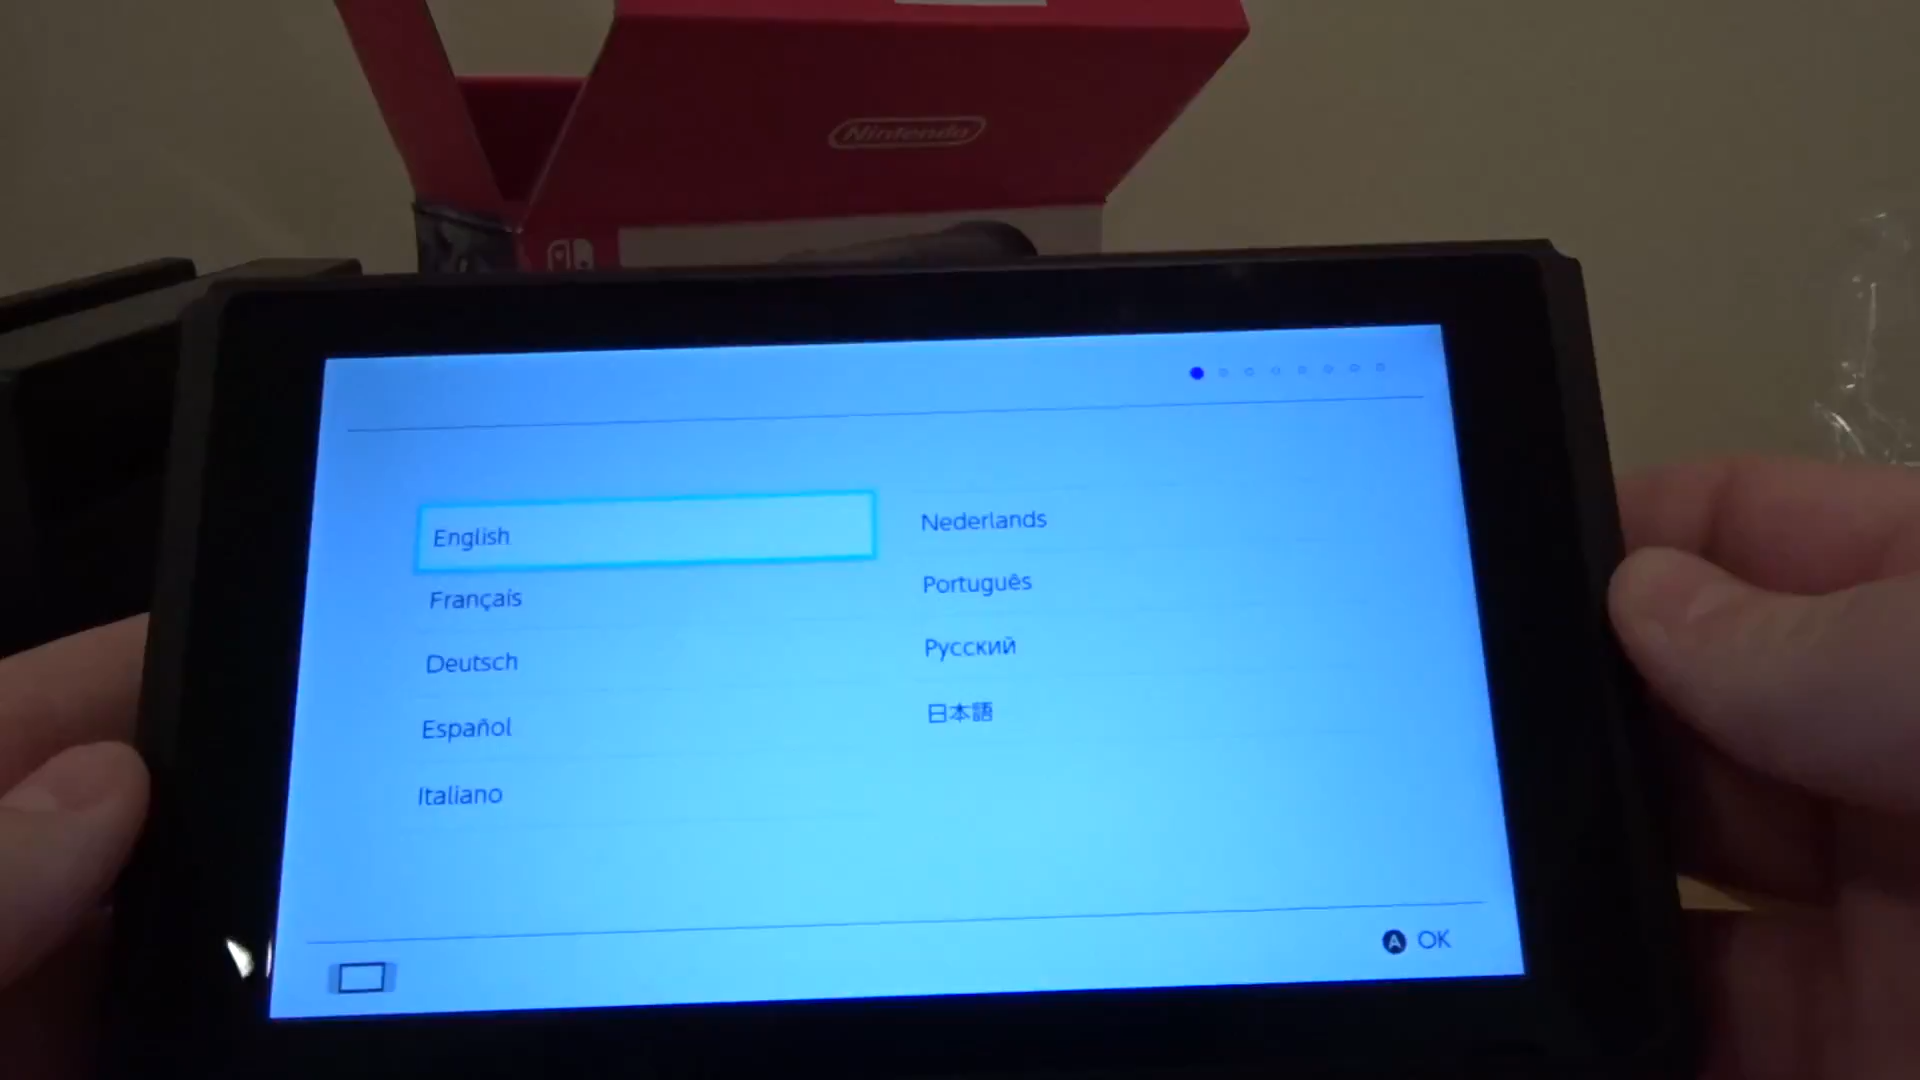 Nintendo
English
Français
Deutsch
Español
Italiano
Nederlands
Português
Русский
日本語
A OK